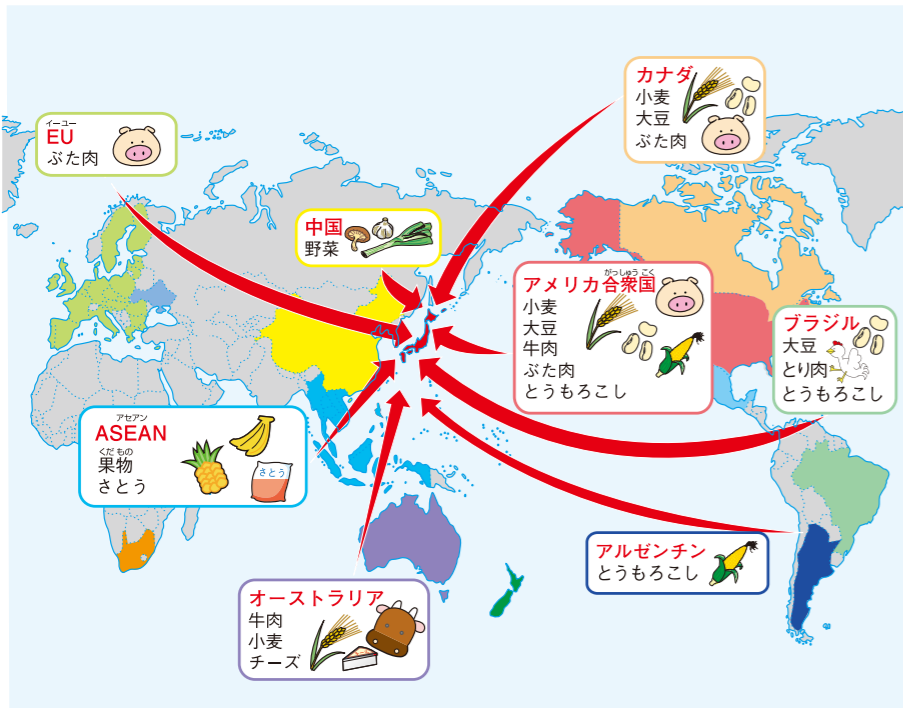 イーユー
EU
ぶた肉
中国
野菜
カナダ
小麦
大豆
ぶた肉
がっしゅうこく
アメリカ合衆国
小麦
大豆
牛肉
ぶた肉
とうもろこし
ブラジル
大豆
とり肉
とうもろこし
アセアン
ASEAN
くだもの
果物
さとう
さとう
オーストラリア
牛肉
小麦
チーズ
アルゼンチン
とうもろこし